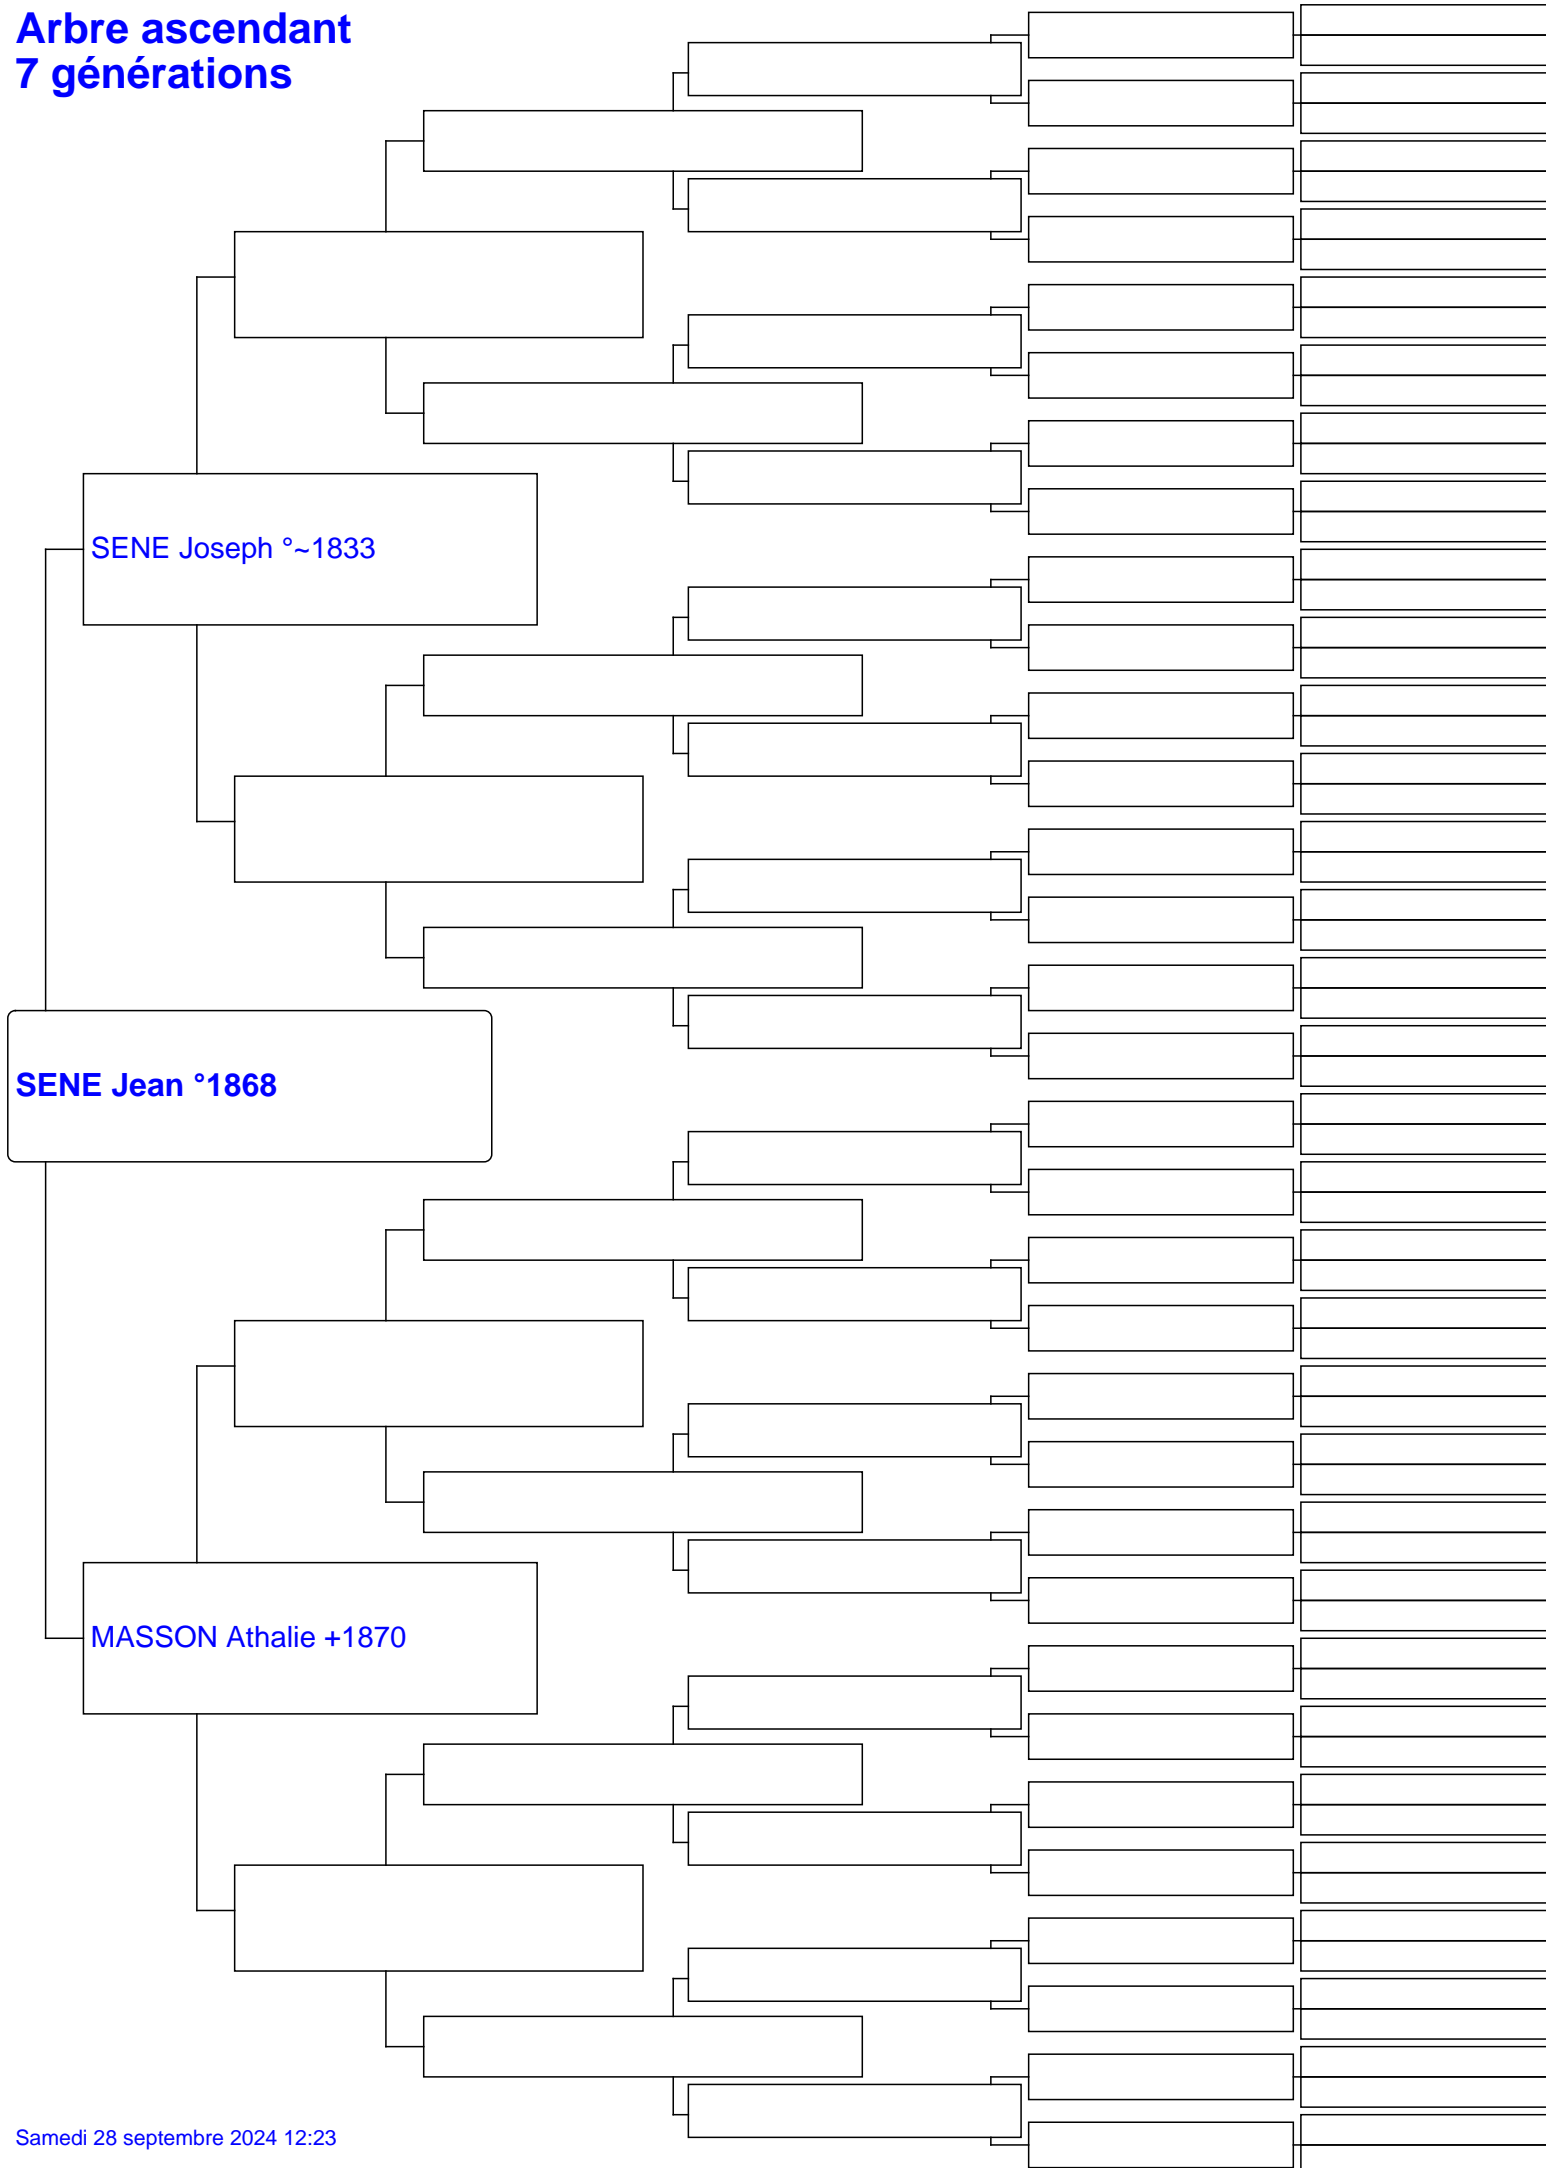 Arbre ascendant
7 générations
SENE Joseph °~1833
SENE Jean °1868
MASSON Athalie +1870
Samedi 28 septembre 2024 12:23